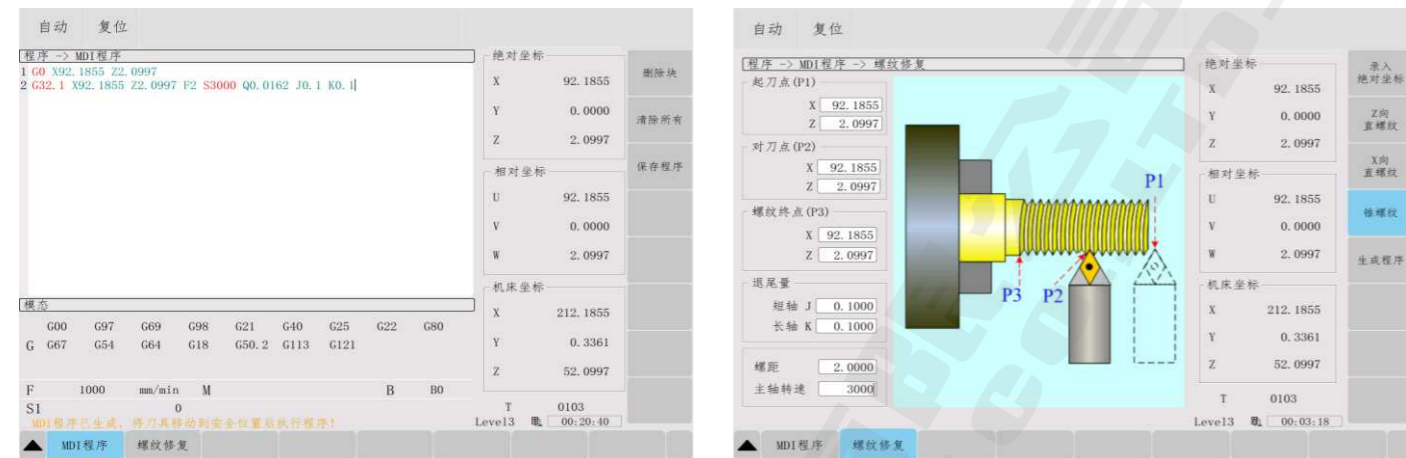 自动 复位
程序 -> MDI程序
1 G0 X92.1855 Z2.0997
2 G32.1 X92.1855 Z2.0997 F2 S3000 Q0.0162 J0.1 K0.1
模态
G00 G97 G69 G98 G21 G40 G25 G22 G80
G G67 G54 G64 G18 G50.2 G113 G121
F 1000 mm/min M B B0
S1 0
MDI程序已生成，将刀具移动到安全位置后执行程序！
绝对坐标
X 92.1855
Y 0.0000
Z 2.0997
相对坐标
U 92.1855
V 0.0000
W 2.0997
机床坐标
X 212.1855
Y 0.3361
Z 52.0997
T 0103
Level3 00:20:40
删除块
清除所有
保存程序
MDI程序 螺纹修复
自动 复位
程序 -> MDI程序 -> 螺纹修复
起刀点(P1)
X 92.1855
Z 2.0997
对刀点(P2)
X 92.1855
Z 2.0997
螺纹终点(P3)
X 92.1855
Z 2.0997
退尾量
短轴 J 0.1000
长轴 K 0.1000
螺距 2.0000
主轴转速 3000
P1
P3 P2
绝对坐标
X 92.1855
Y 0.0000
Z 2.0997
相对坐标
U 92.1855
V 0.0000
W 2.0997
机床坐标
X 212.1855
Y 0.3361
Z 52.0997
T 0103
Level3 00:03:18
录入
绝对坐标
Z向
直螺纹
X向
直螺纹
锥螺纹
生成程序
MDI程序 螺纹修复